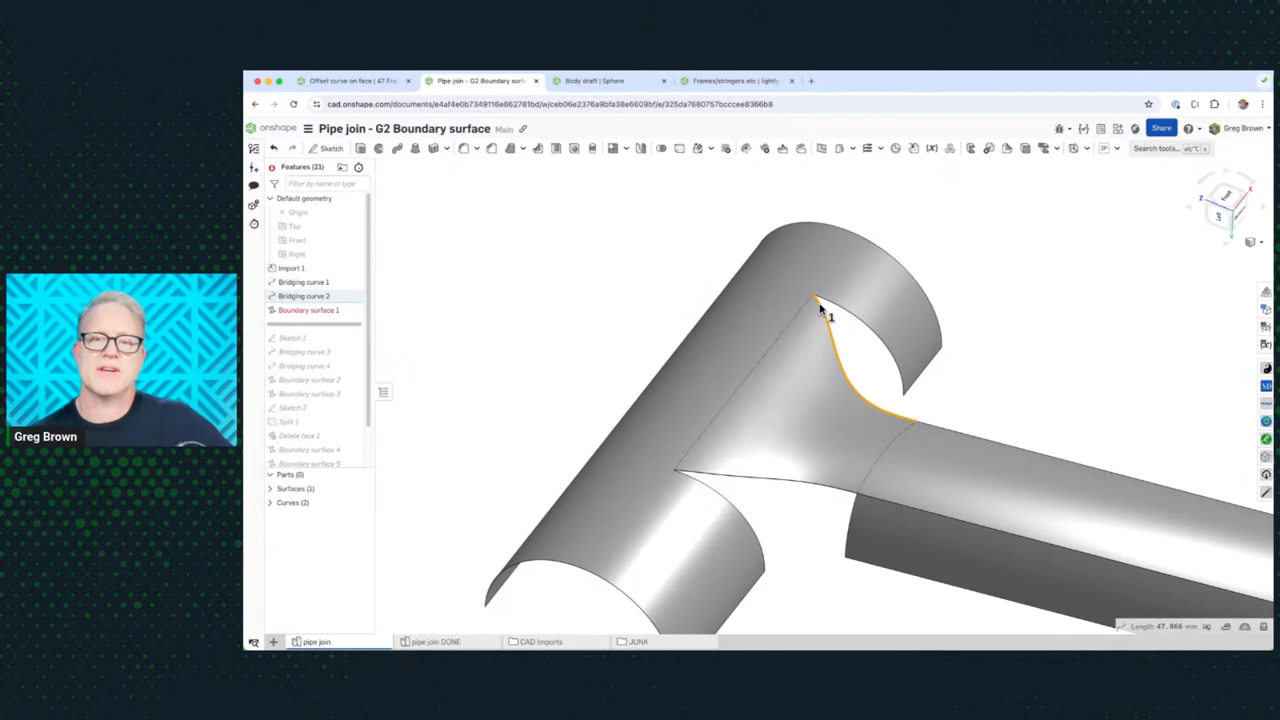 Offset curve on face | 47 Fra
Pipe join - G2 Boundary surfa
Body draft | Sphere
Frames/stringers etc | lightly
cad.onshape.com/documents/e4af4e0b7349116e862781bd/w/ceb06e2376a9bfa38e6609bf/e/325da7680757bcccee8366b8
onshape
Pipe join - G2 Boundary surface Main
Share
Greg Brown
Sketch
Search tools...
Features (21)
Filter by name or type
Default geometry
Origin
Top
Front
Right
Import 1
Bridging curve 1
Bridging curve 2
Boundary surface 1
Sketch 1
Bridging curve 3
Bridging curve 4
Boundary surface 2
Boundary surface 3
Sketch 2
Split 1
Delete face 1
Boundary surface 4
Boundary surface 5
Parts (0)
Surfaces (1)
Curves (2)
1
Front
Left
X
Z
Y
Greg Brown
Length: 47.066 mm
pipe join
pipe join DONE
CAD Imports
JUNK